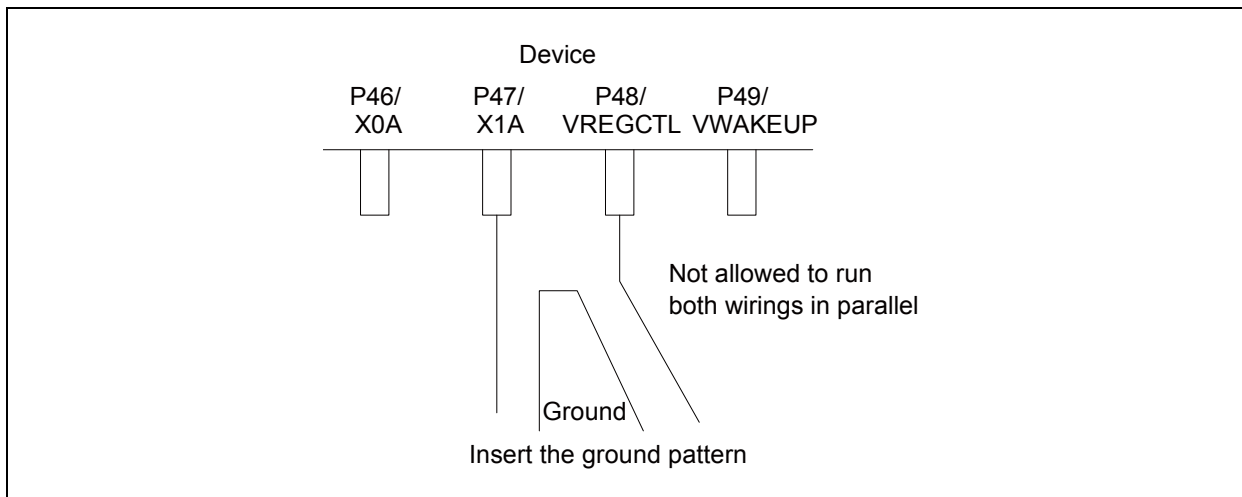 Device
P46/ P47/ P48/ P49/
X0A X1A VREGCTL VWAKEUP
Not allowed to run
both wirings in parallel
Ground
Insert the ground pattern